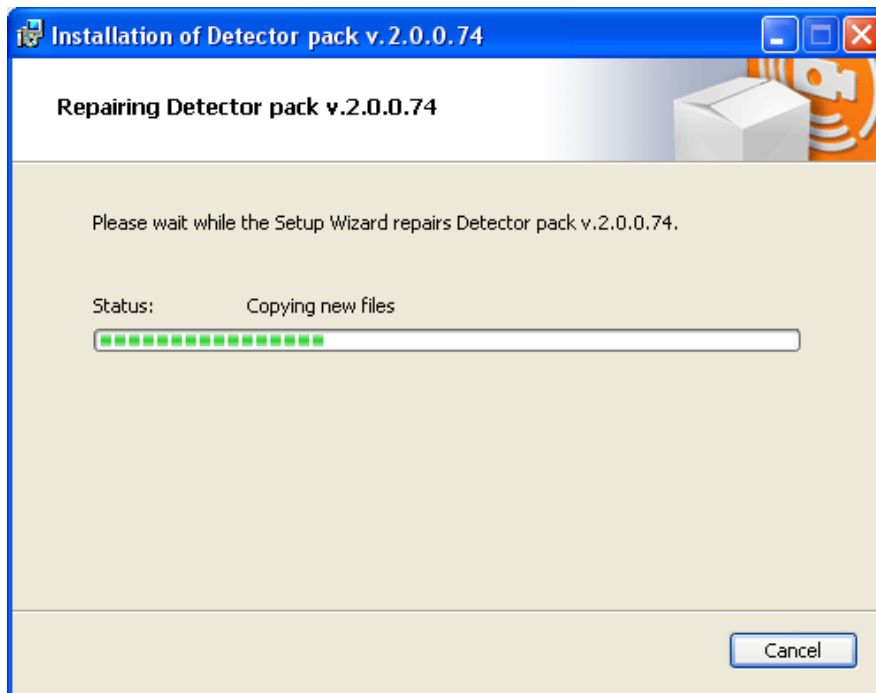 Installation of Detector pack v.2.0.0.74
Repairing Detector pack v.2.0.0.74
Please wait while the Setup Wizard repairs Detector pack v.2.0.0.74.
Status: Copying new files
Cancel